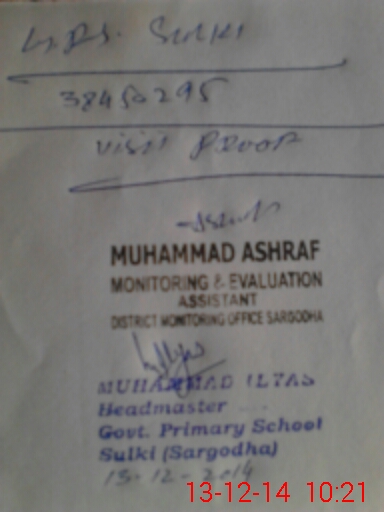 G.P.S. Sulki
38450295
Visit Proof
Ashraf
MUHAMMAD ASHRAF
MONITORING & EVALUATION
ASSISTANT
DISTRICT MONITORING OFFICE SARGODHA
MUHAMMAD ILYAS
Headmaster
Govt. Primary School
Sulki (Sargodha)
13-12-2014
13-12-14 10:21